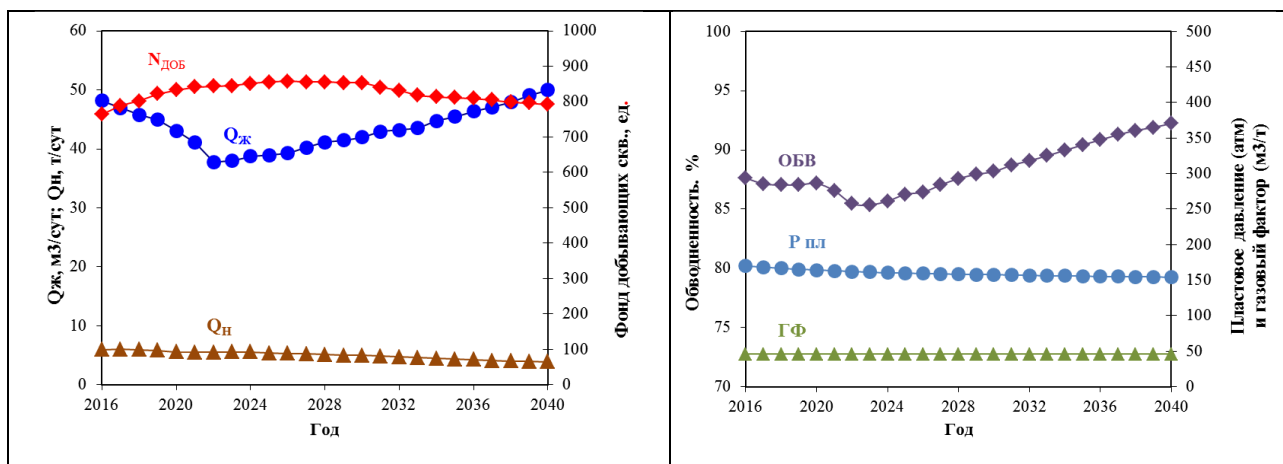 60
50
40
30
20
10
0
Qж, м3/сут; Qн, т/сут
NДОБ
QЖ
QН
1000
900
800
700
600
500
400
300
200
100
0
Фонд добывающих скв., ед.
2016 2020 2024 2028 2032 2036 2040
Год
100
95
90
85
80
75
70
Обводненность. %
ОБВ
Р пл
ГФ
500
450
400
350
300
250
200
150
100
50
0
Пластовое давление (атм)
и газовый фактор (м3/т)
2016 2020 2024 2028 2032 2036 2040
Год